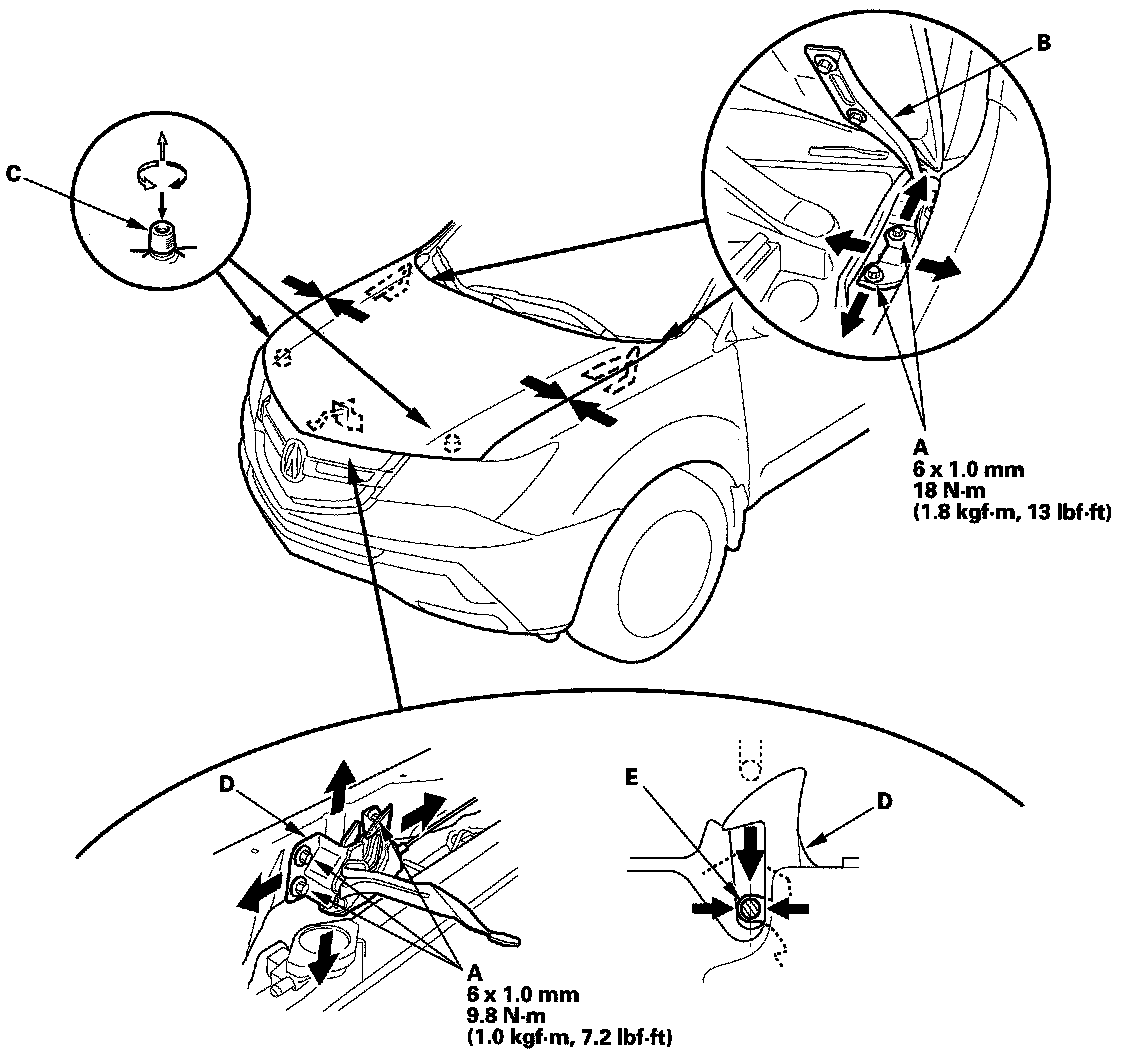 B
C
A
6 x 1.0 mm
18 N·m
(1.8 kgf·m, 13 lbf·ft)
D
E
D
A
6 x 1.0 mm
9.8 N·m
(1.0 kgf·m, 7.2 lbf·ft)